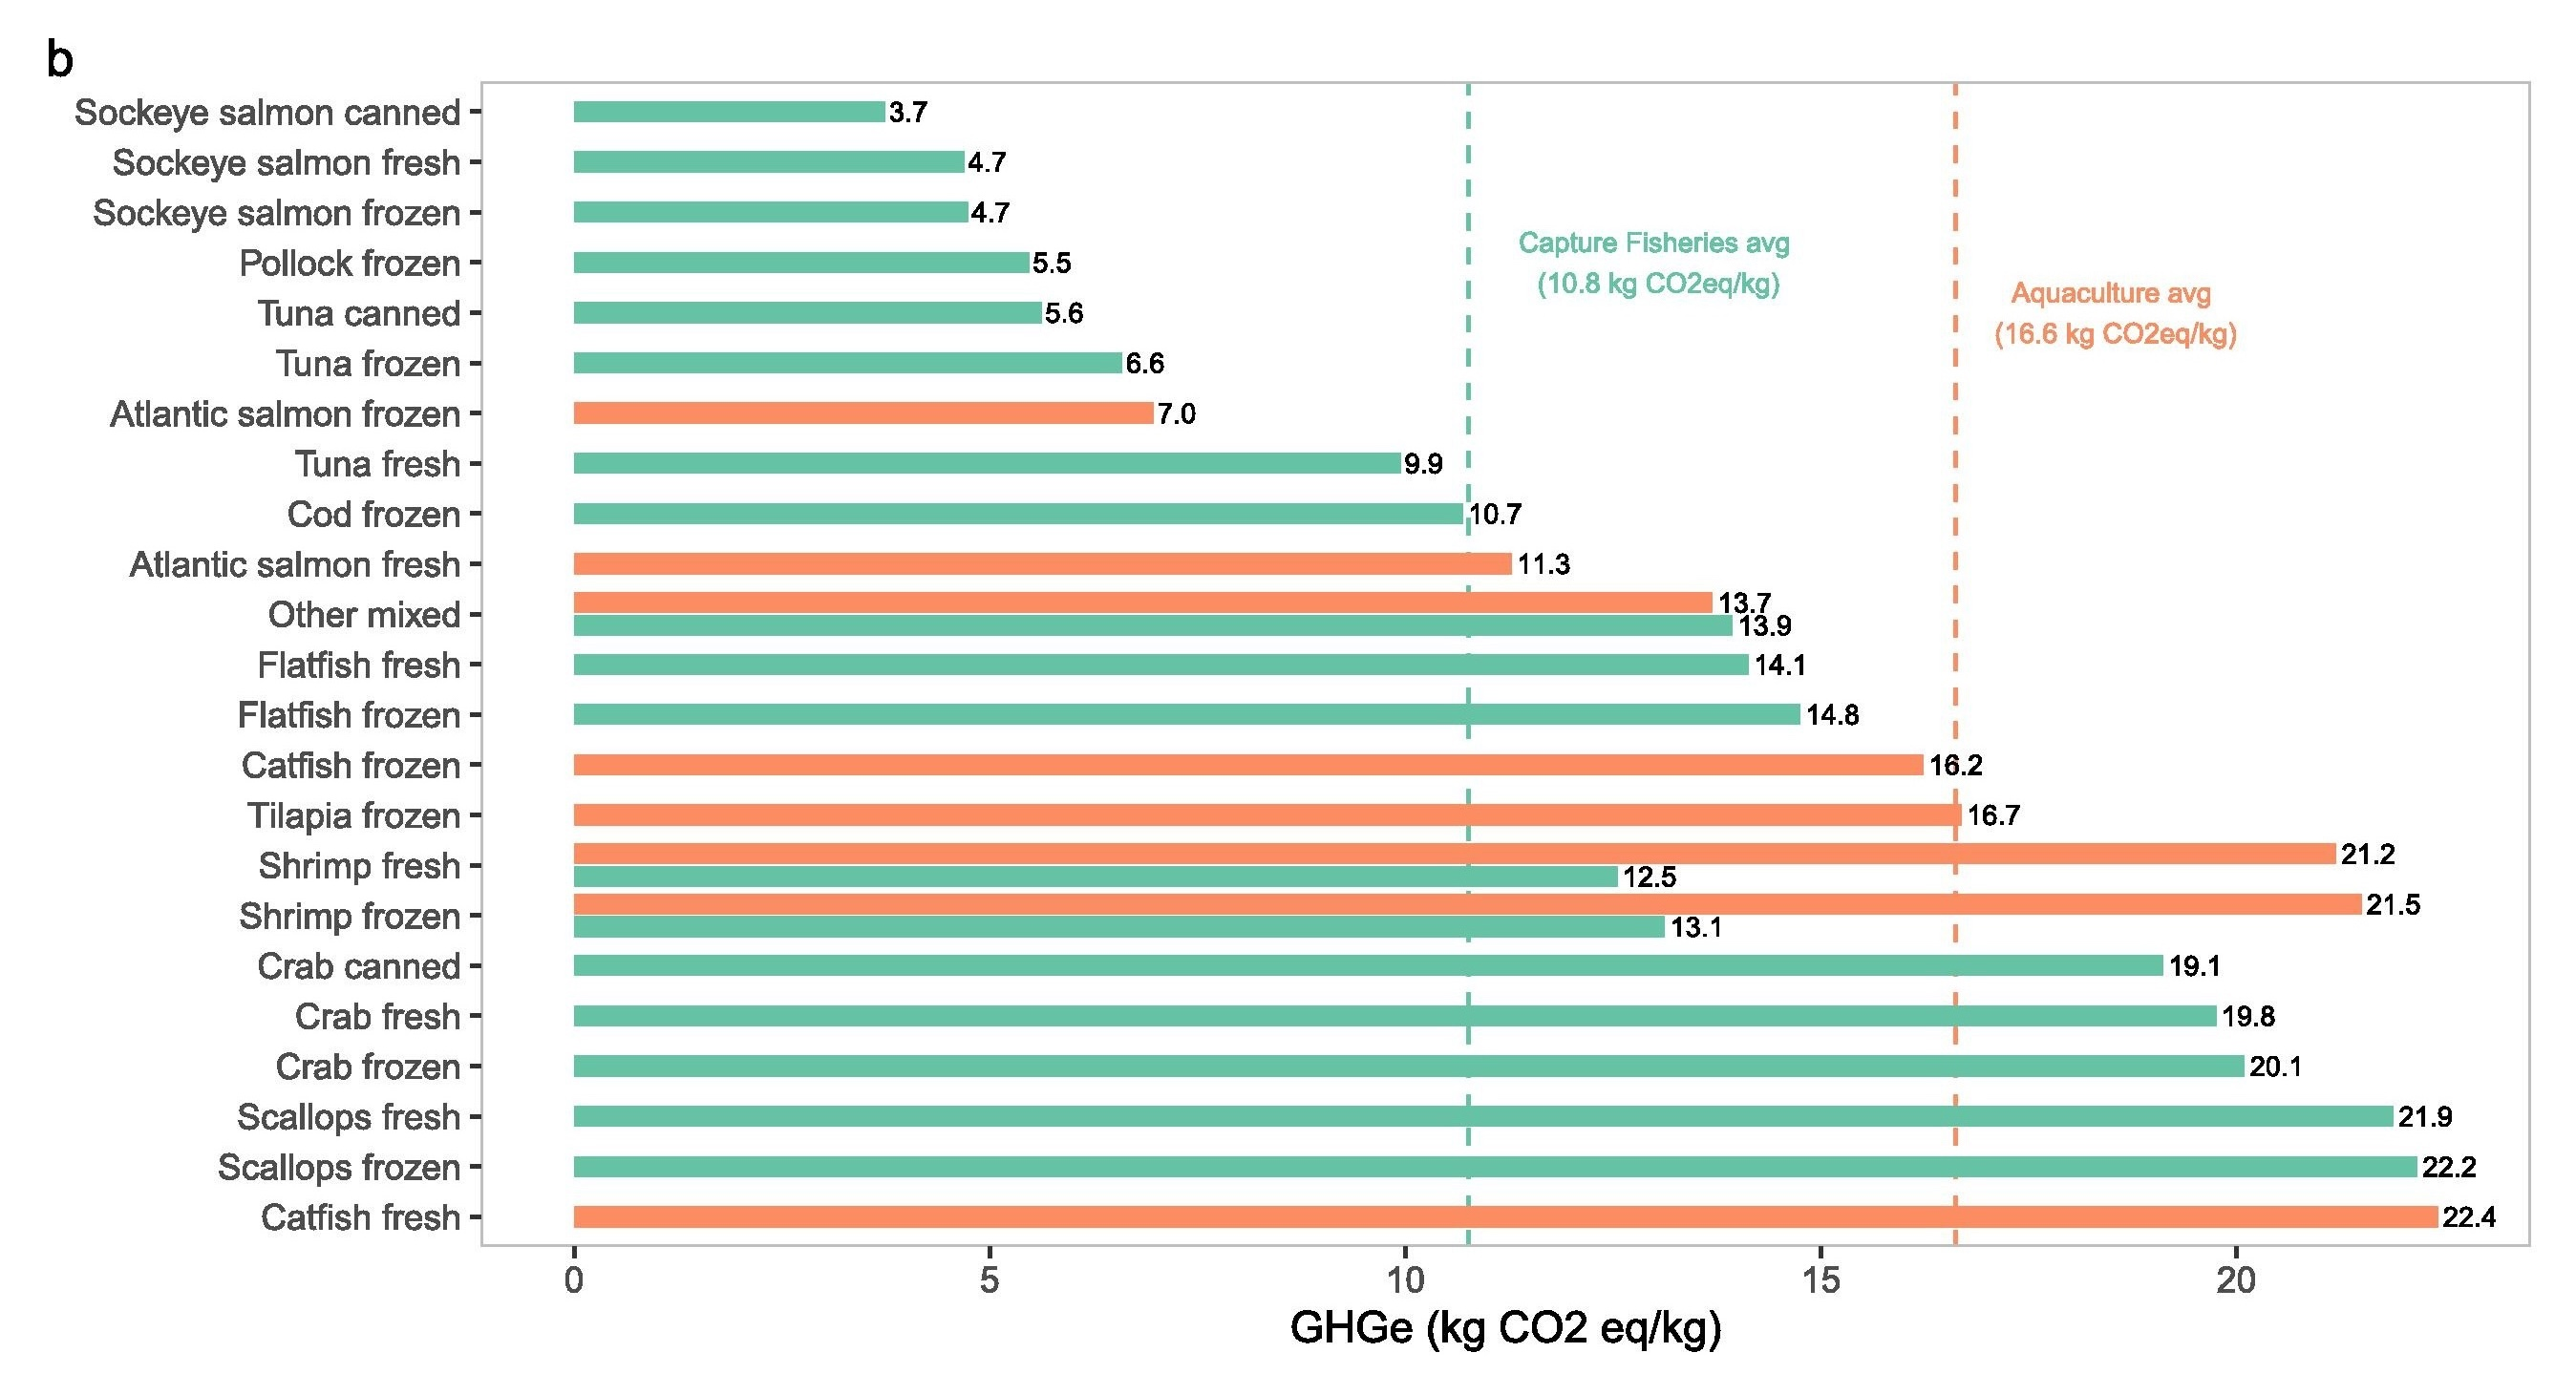 b
Sockeye salmon canned 3.7
Sockeye salmon fresh 4.7
Sockeye salmon frozen 4.7
Pollock frozen 5.5
Tuna canned 5.6
Tuna frozen 6.6
Atlantic salmon frozen 7.0
Tuna fresh 9.9
Cod frozen 10.7
Atlantic salmon fresh 11.3
Other mixed 13.7
13.9
Flatfish fresh 14.1
Flatfish frozen 14.8
Catfish frozen 16.2
Tilapia frozen 16.7
Shrimp fresh 21.2
12.5
Shrimp frozen 21.5
13.1
Crab canned 19.1
Crab fresh 19.8
Crab frozen 20.1
Scallops fresh 21.9
Scallops frozen 22.2
Catfish fresh 22.4
Capture Fisheries avg
(10.8 kg CO2eq/kg)
Aquaculture avg
(16.6 kg CO2eq/kg)
0 5 10 15 20
GHGe (kg CO2 eq/kg)